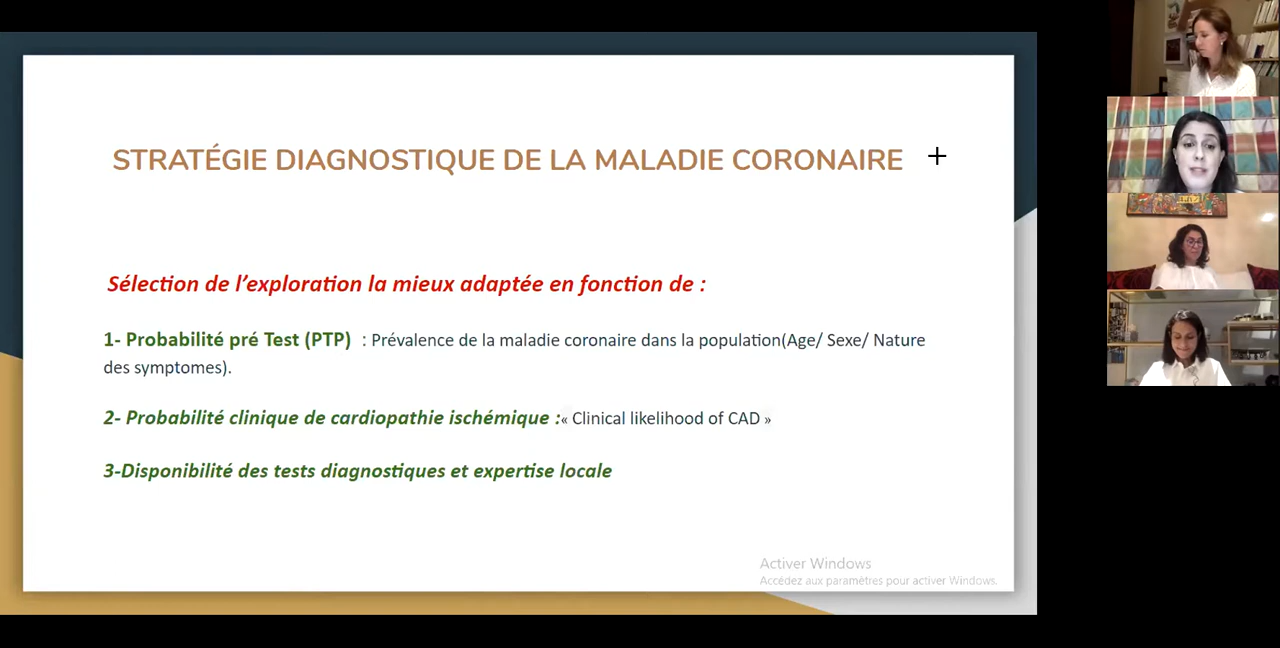 STRATÉGIE DIAGNOSTIQUE DE LA MALADIE CORONAIRE
Sélection de l’exploration la mieux adaptée en fonction de :
1- Probabilité pré Test (PTP) : Prévalence de la maladie coronaire dans la population(Age/ Sexe/ Nature
des symptomes).
2- Probabilité clinique de cardiopathie ischémique :« Clinical likelihood of CAD »
3-Disponibilité des tests diagnostiques et expertise locale
Activer Windows
Accédez aux paramètres pour activer Windows.